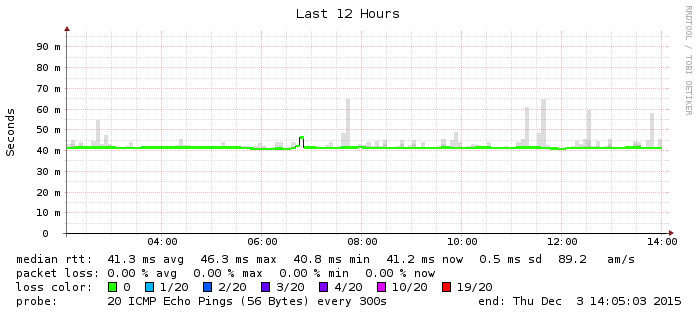 Last 12 Hours
RRDTOOL / TOBI OETIKER
Seconds
90 m
80 m
70 m
60 m
50 m
40 m
30 m
20 m
10 m
0
04:00 06:00 08:00 10:00 12:00 14:00
median rtt: 41.3 ms avg 46.3 ms max 40.8 ms min 41.2 ms now 0.5 ms sd 89.2 am/s
packet loss: 0.00 % avg 0.00 % max 0.00 % min 0.00 % now
loss color: 0 1/20 2/20 3/20 4/20 10/20 19/20
probe: 20 ICMP Echo Pings (56 Bytes) every 300s end: Thu Dec 3 14:05:03 2015